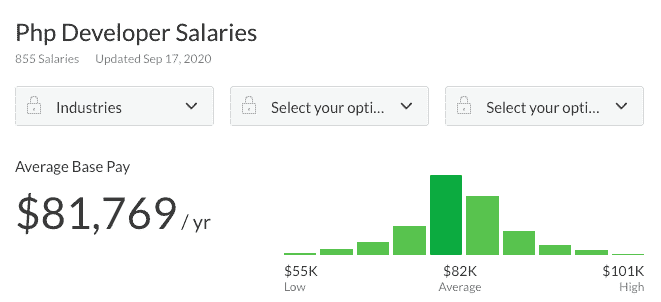 Php Developer Salaries
855 Salaries Updated Sep 17, 2020
Industries Select your opti... Select your opti...
Average Base Pay
$81,769 / yr
$55K $82K $101K
Low Average High